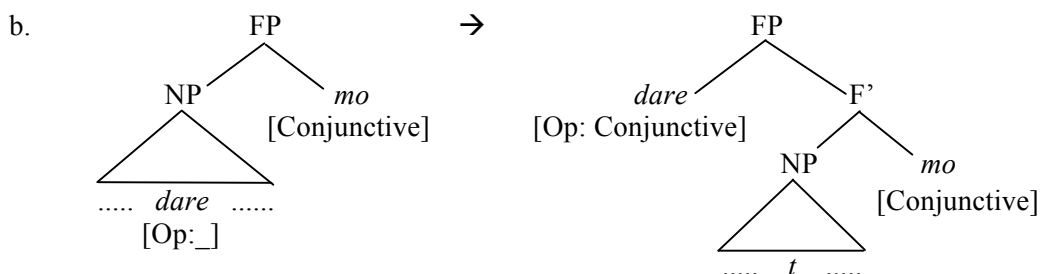 b. FP → FP
NP mo dare F’
[Conjunctive] [Op: Conjunctive]
NP mo
..... dare ...... [Conjunctive]
[Op:_]
..... t .....